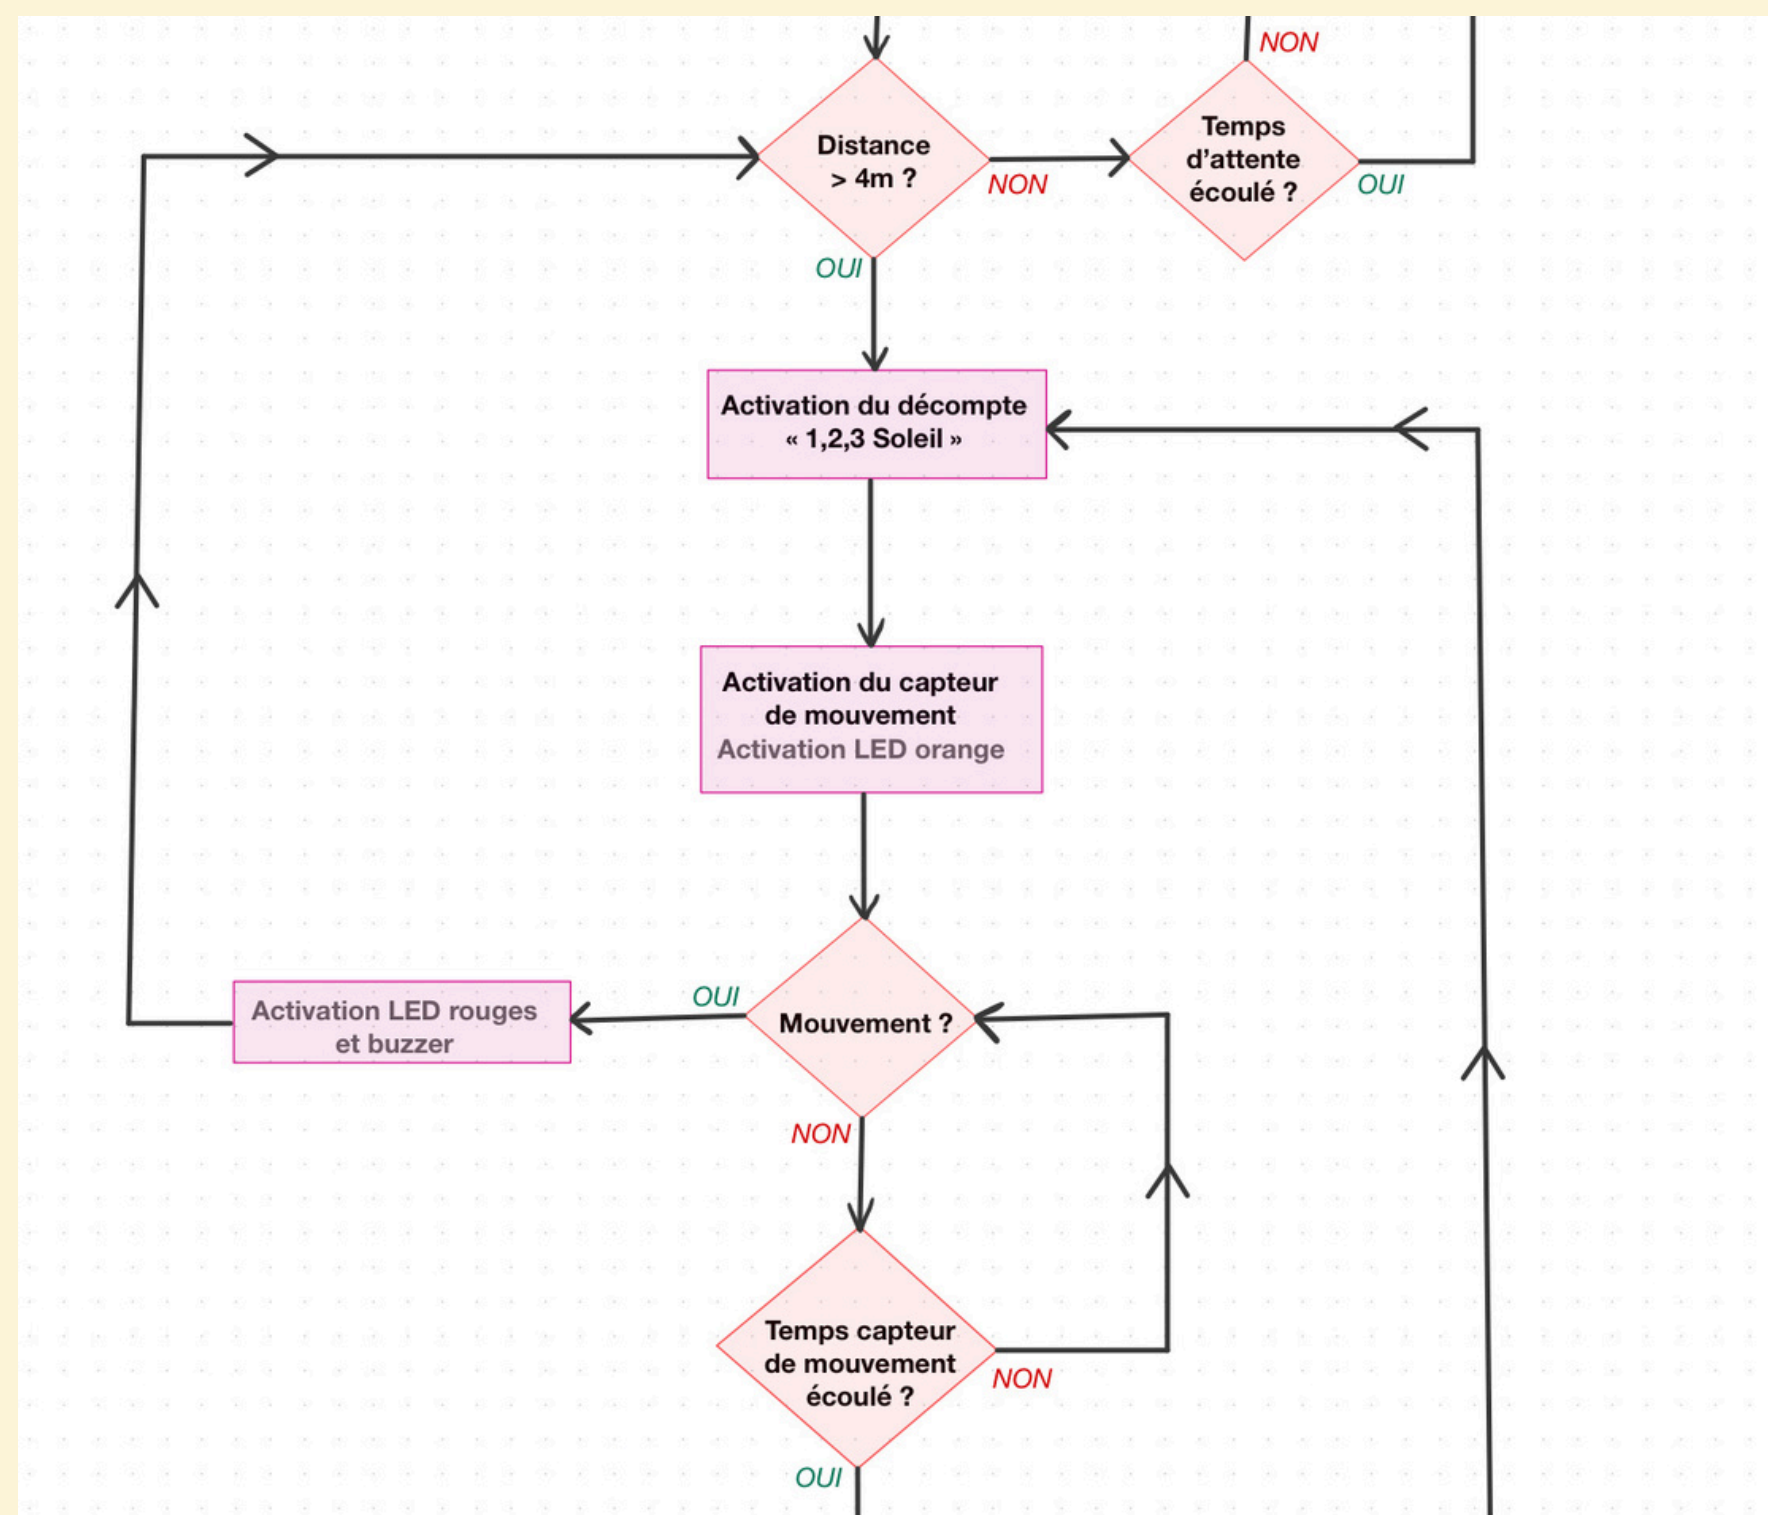 NON
Distance
> 4m ?
NON
Temps
d’attente
écoulé ?
OUI
OUI
Activation du décompte
« 1,2,3 Soleil »
Activation du capteur
de mouvement
Activation LED orange
Activation LED rouges
et buzzer
OUI
Mouvement ?
NON
Temps capteur
de mouvement
écoulé ?
NON
OUI